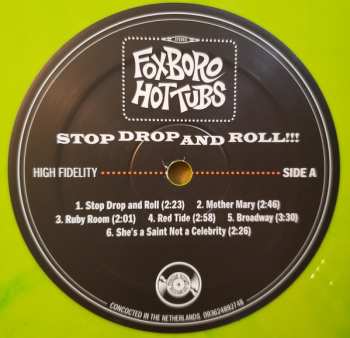 STEREO
FOXBORO
HOT TUBS
STOP DROP AND ROLL!!!
HIGH FIDELITY SIDE A
1. Stop Drop and Roll (2:23) 2. Mother Mary (2:46)
3. Ruby Room (2:01) 4. Red Tide (2:58) 5. Broadway (3:30)
6. She's a Saint Not a Celebrity (2:26)
CONCOCTED IN THE NETHERLANDS. 093624892748